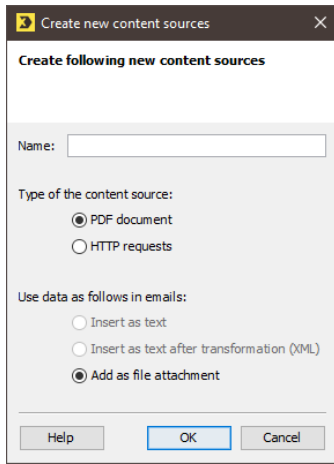 Create new content sources
Create following new content sources
Name:
Type of the content source:
PDF document
HTTP requests
Use data as follows in emails:
Insert as text
Insert as text after transformation (XML)
Add as file attachment
Help OK Cancel